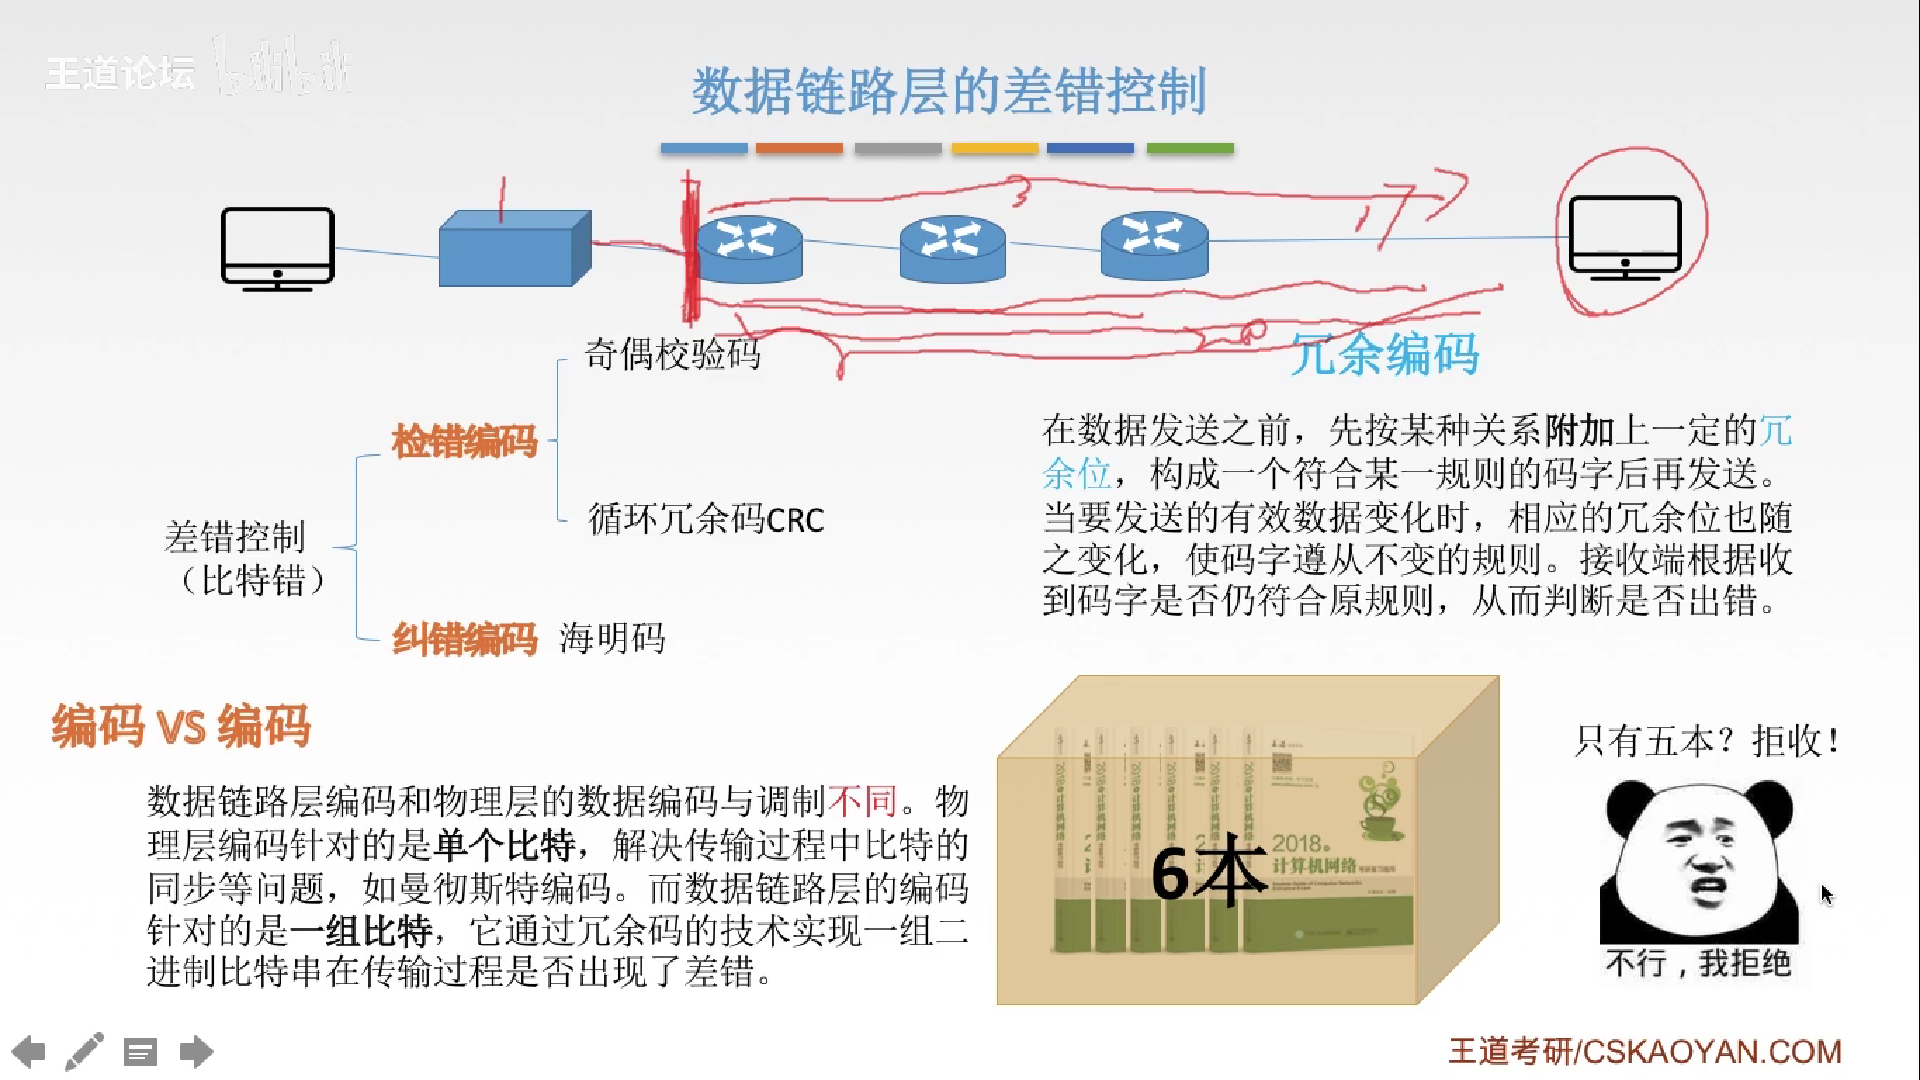 王道论坛 bilibili
数据链路层的差错控制
3
奇偶校验码
冗余编码
检错编码
循环冗余码CRC
差错控制
（比特错）
纠错编码 海明码
在数据发送之前，先按某种关系附加上一定的冗
余位，构成一个符合某一规则的码字后再发送。
当要发送的有效数据变化时，相应的冗余位也随
之变化，使码字遵从不变的规则。接收端根据收
到码字是否仍符合原规则，从而判断是否出错。
编码 VS 编码
数据链路层编码和物理层的数据编码与调制不同。物
理层编码针对的是单个比特，解决传输过程中比特的
同步等问题，如曼彻斯特编码。而数据链路层的编码
针对的是一组比特，它通过冗余码的技术实现一组二
进制比特串在传输过程是否出现了差错。
2018
计算机网络
6本
只有五本？拒收！
不行，我拒绝
王道考研/CSKAOYAN.COM